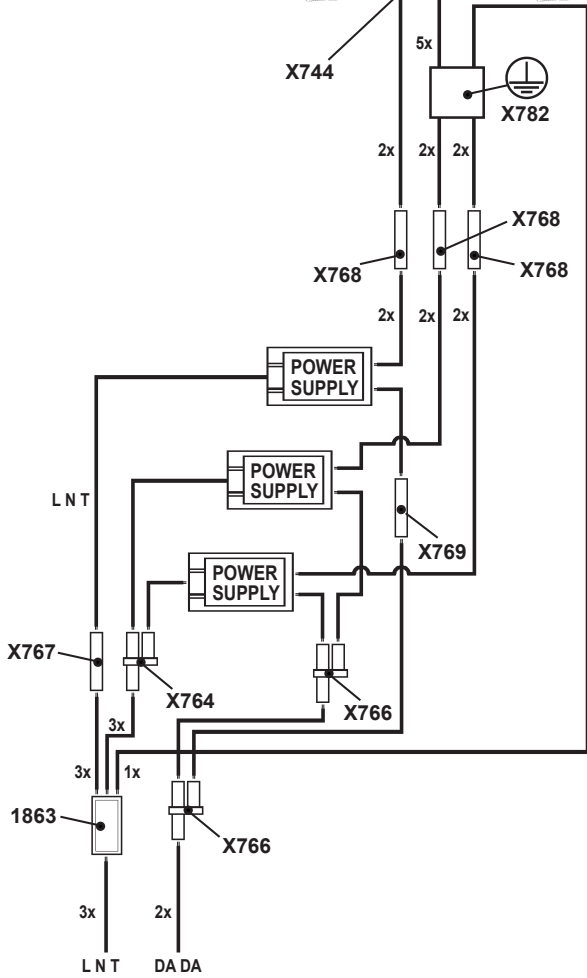 X744
5x
X782
2x 2x 2x
X768
X768
X768
2x 2x 2x
POWER
SUPPLY
POWER
SUPPLY
L N T
X769
POWER
SUPPLY
X767
X764
X766
3x
3x 1x
1863
X766
3x 2x
L N T DA DA